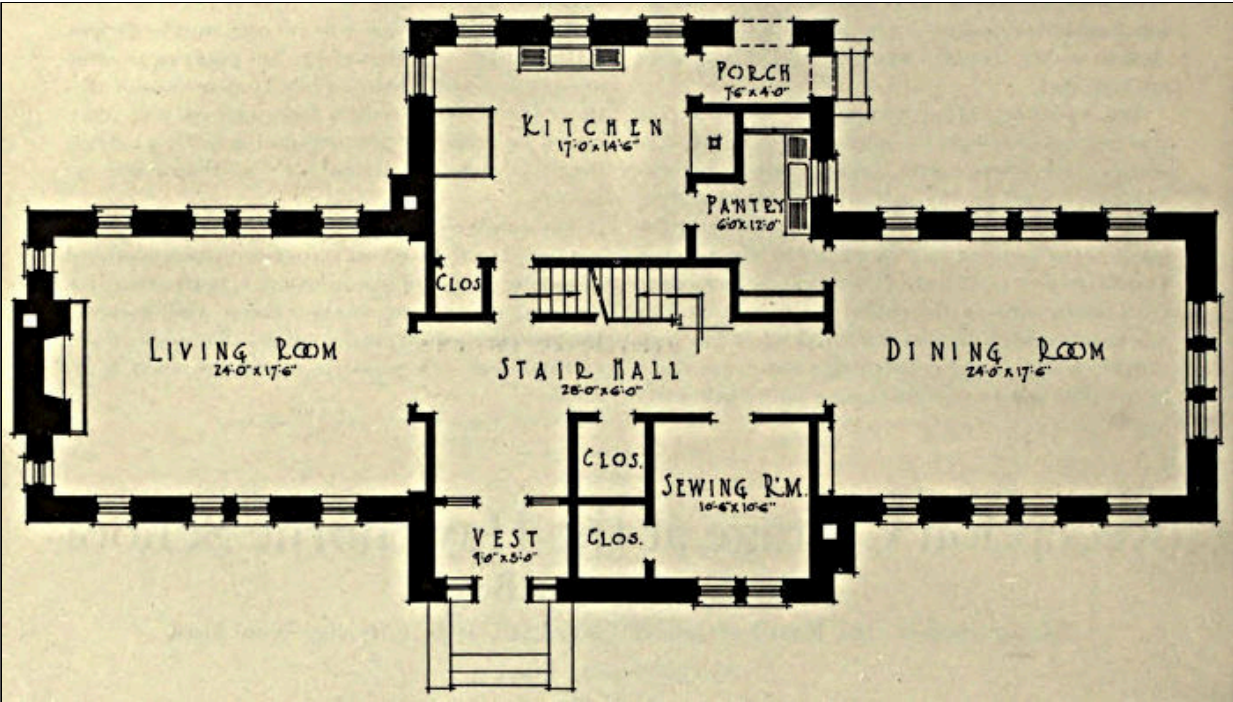 PORCH
7'6" x 4'0"
KITCHEN
17'0" x 14'6"
PANTRY
6'0" x 12'0"
CLOS
LIVING ROOM
24'0" x 17'6"
STAIR HALL
28'0" x 6'0"
DINING ROOM
24'0" x 17'6"
CLOS.
SEWING R'M.
10'6" x 10'6"
VEST
9'0" x 5'0"
CLOS.